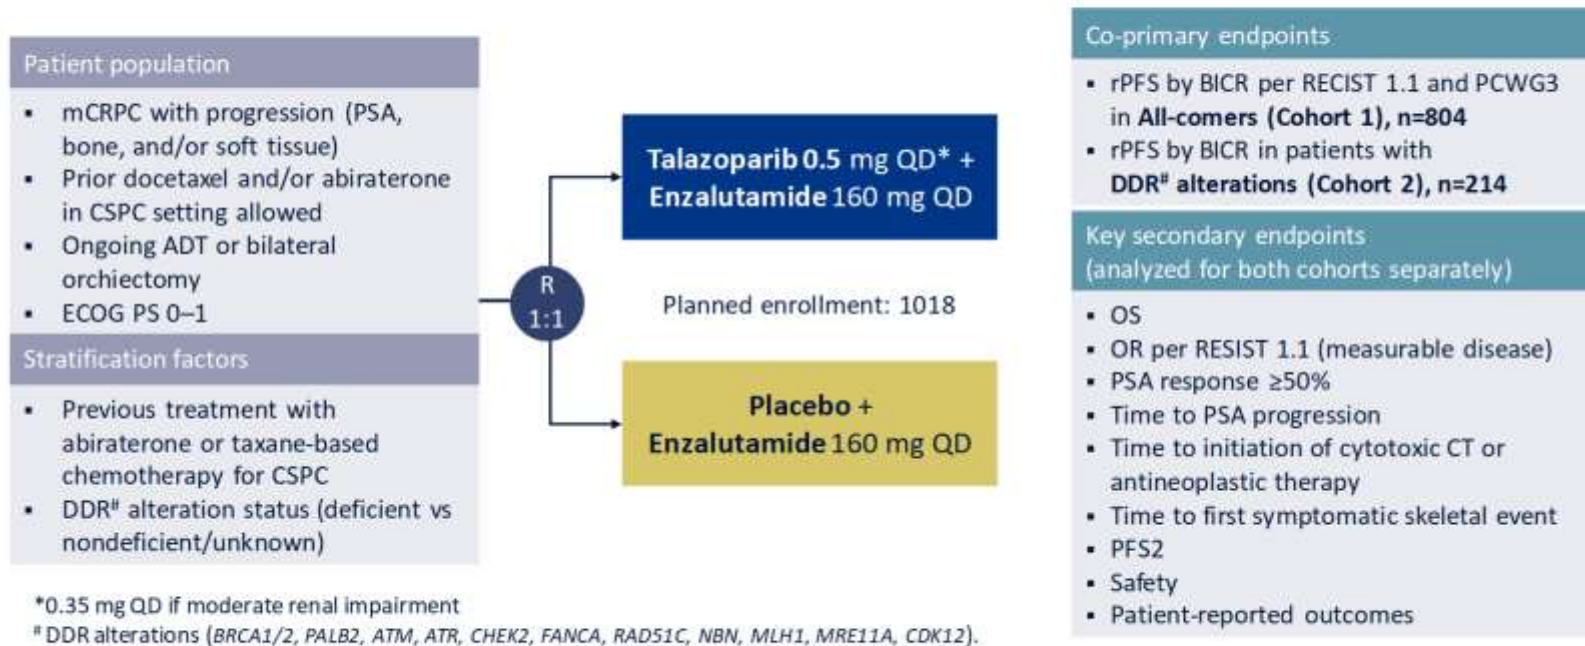 Patient population
▪ mCRPC with progression (PSA,
bone, and/or soft tissue)
▪ Prior docetaxel and/or abiraterone
in CSPC setting allowed
▪ Ongoing ADT or bilateral
orchiectomy
▪ ECOG PS 0–1
Stratification factors
▪ Previous treatment with
abiraterone or taxane-based
chemotherapy for CSPC
▪ DDR# alteration status (deficient vs
nondeficient/unknown)
R
1:1
Talazoparib 0.5 mg QD* +
Enzalutamide 160 mg QD
Planned enrollment: 1018
Placebo +
Enzalutamide 160 mg QD
Co-primary endpoints
▪ rPFS by BICR per RECIST 1.1 and PCWG3
in All-comers (Cohort 1), n=804
▪ rPFS by BICR in patients with
DDR# alterations (Cohort 2), n=214
Key secondary endpoints
(analyzed for both cohorts separately)
▪ OS
▪ OR per RESIST 1.1 (measurable disease)
▪ PSA response ≥50%
▪ Time to PSA progression
▪ Time to initiation of cytotoxic CT or
antineoplastic therapy
▪ Time to first symptomatic skeletal event
▪ PFS2
▪ Safety
▪ Patient-reported outcomes
*0.35 mg QD if moderate renal impairment
# DDR alterations (BRCA1/2, PALB2, ATM, ATR, CHEK2, FANCA, RAD51C, NBN, MLH1, MRE11A, CDK12).